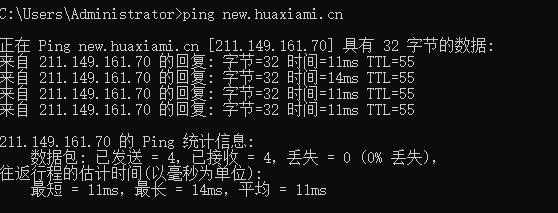 C:\Users\Administrator>ping new.huaxiami.cn
正在 Ping new.huaxiami.cn [211.149.161.70] 具有 32 字节的数据:
来自 211.149.161.70 的回复: 字节=32 时间=11ms TTL=55
来自 211.149.161.70 的回复: 字节=32 时间=14ms TTL=55
来自 211.149.161.70 的回复: 字节=32 时间=11ms TTL=55
来自 211.149.161.70 的回复: 字节=32 时间=11ms TTL=55
211.149.161.70 的 Ping 统计信息:
数据包: 已发送 = 4, 已接收 = 4, 丢失 = 0 (0% 丢失),
往返行程的估计时间(以毫秒为单位):
最短 = 11ms, 最长 = 14ms, 平均 = 11ms